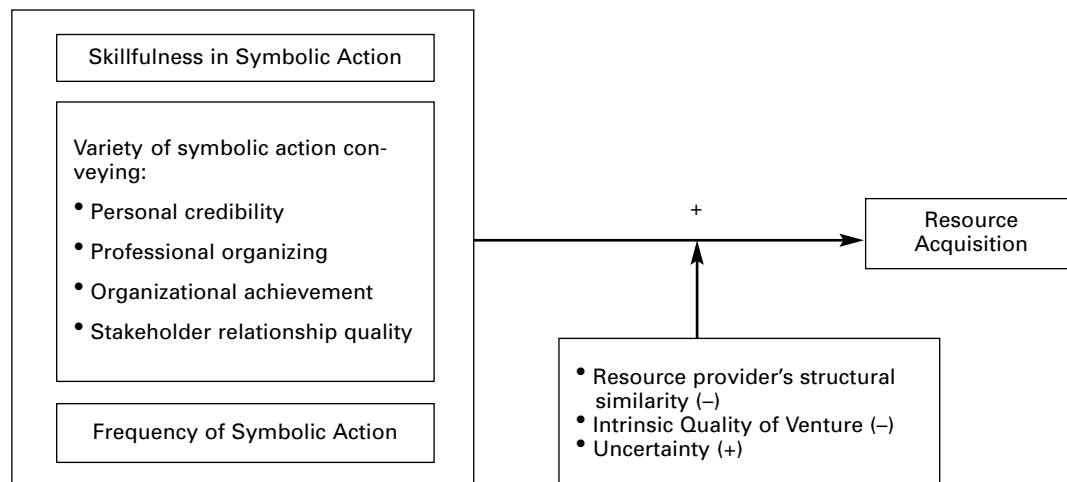 Skillfulness in Symbolic Action
Variety of symbolic action con-
veying:
• Personal credibility
• Professional organizing
• Organizational achievement
• Stakeholder relationship quality
Frequency of Symbolic Action
+
Resource
Acquisition
• Resource provider’s structural
similarity (–)
• Intrinsic Quality of Venture (–)
• Uncertainty (+)